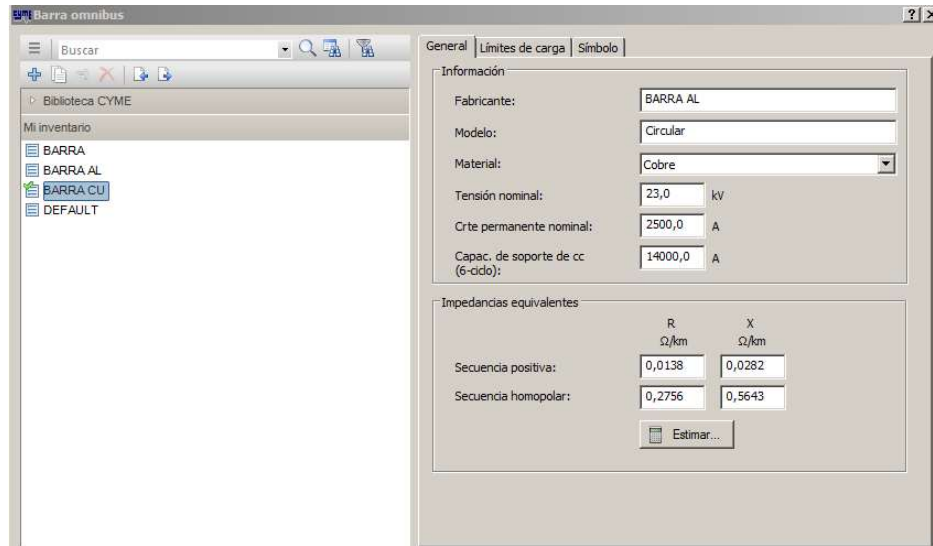 CYME Barra omnibus
Buscar
Biblioteca CYME
Mi inventario
BARRA
BARRA AL
BARRA CU
DEFAULT
General Límites de carga Símbolo
Información
Fabricante: BARRA AL
Modelo: Circular
Material: Cobre
Tensión nominal: 23,0 kV
Crte permanente nominal: 2500,0 A
Capac. de soporte de cc 14000,0 A
(6-ciclo):
Impedancias equivalentes
R X
Ω/km Ω/km
Secuencia positiva: 0,0138 0,0282
Secuencia homopolar: 0,2756 0,5643
Estimar...